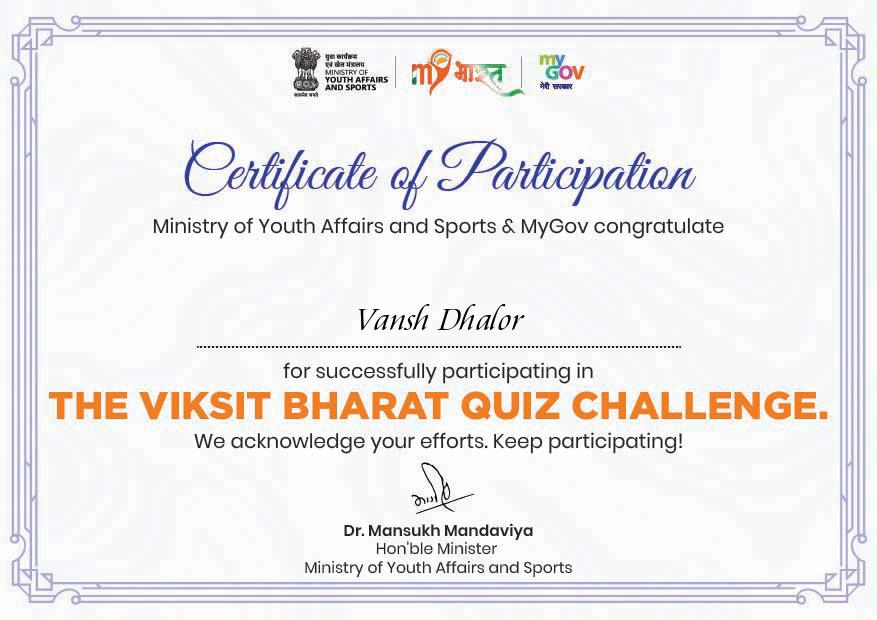 युवा कार्यक्रम
एवं खेल मंत्रालय
MINISTRY OF
YOUTH AFFAIRS
AND SPORTS
सत्यमेव जयते
my भारत
my
GOV
मेरी सरकार
Certificate of Participation
Ministry of Youth Affairs and Sports & MyGov congratulate
Vansh Dhalor
for successfully participating in
THE VIKSIT BHARAT QUIZ CHALLENGE.
We acknowledge your efforts. Keep participating!
Dr. Mansukh Mandaviya
Hon'ble Minister
Ministry of Youth Affairs and Sports